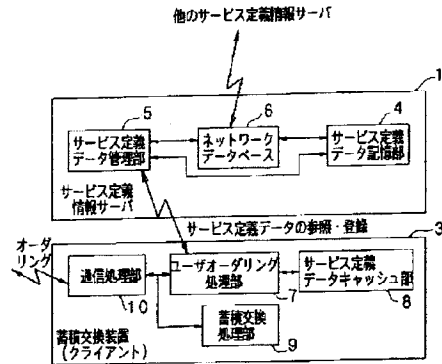 他のサービス定義情報サーバ
1
5
6
4
サービス定義
データ管理部
ネットワーク
データベース
サービス定義
データ記憶部
サービス定義
情報サーバ
サービス定義データの参照・登録
3
オーダ
リング
通信処理部
ユーザオーダリング
処理部
サービス定義
データキャッシュ部
10
7
8
蓄積交換
処理部
9
蓄積交換装置
(クライアント)